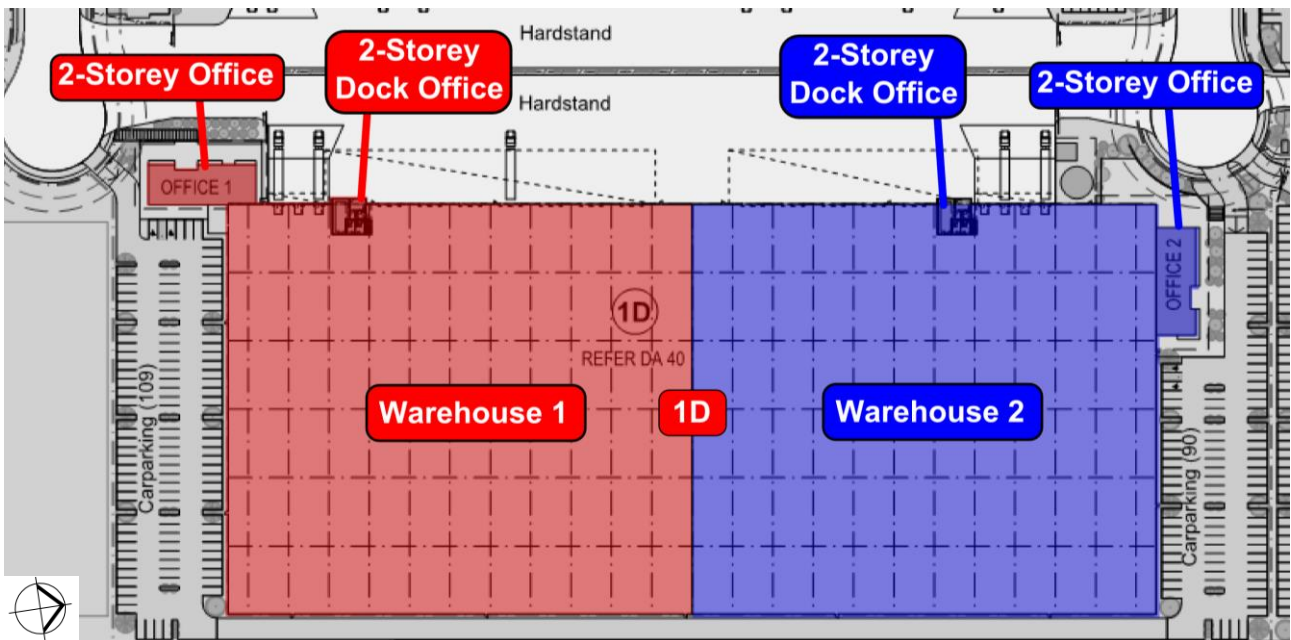 Hardstand
Hardstand
2-Storey Office
2-Storey
Dock Office
2-Storey
Dock Office
2-Storey Office
OFFICE 1
OFFICE 2
1D
REFER DA 40
Warehouse 1
1D
Warehouse 2
Carparking (109)
Carparking (90)